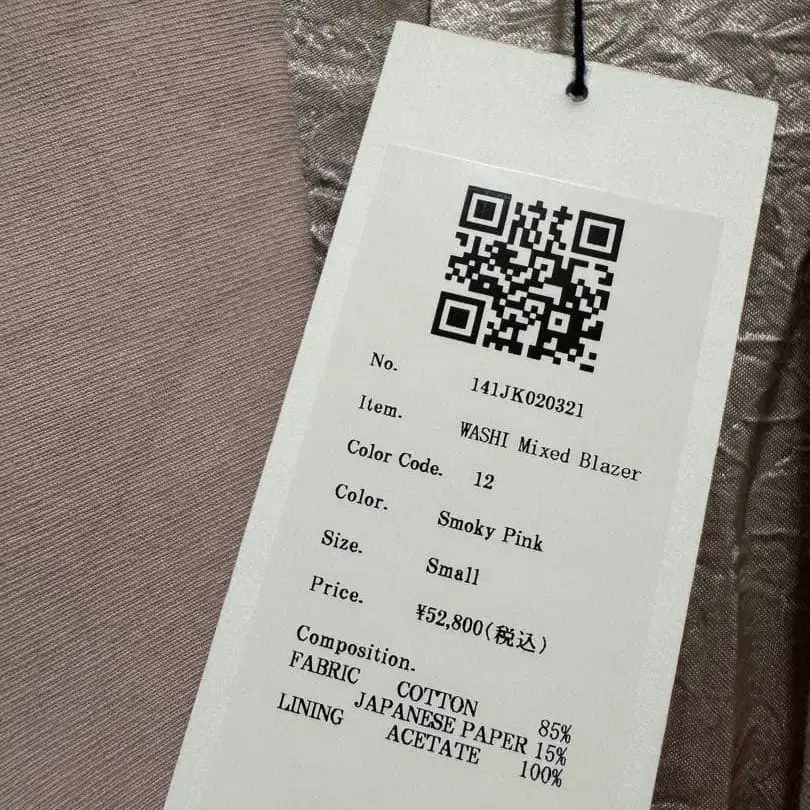 No. 141JK020321
Item. WASHI Mixed Blazer
Color Code. 12
Color. Smoky Pink
Size. Small
Price. ¥52,800(税込)
Composition.
FABRIC COTTON 85%
JAPANESE PAPER 15%
LINING ACETATE 100%